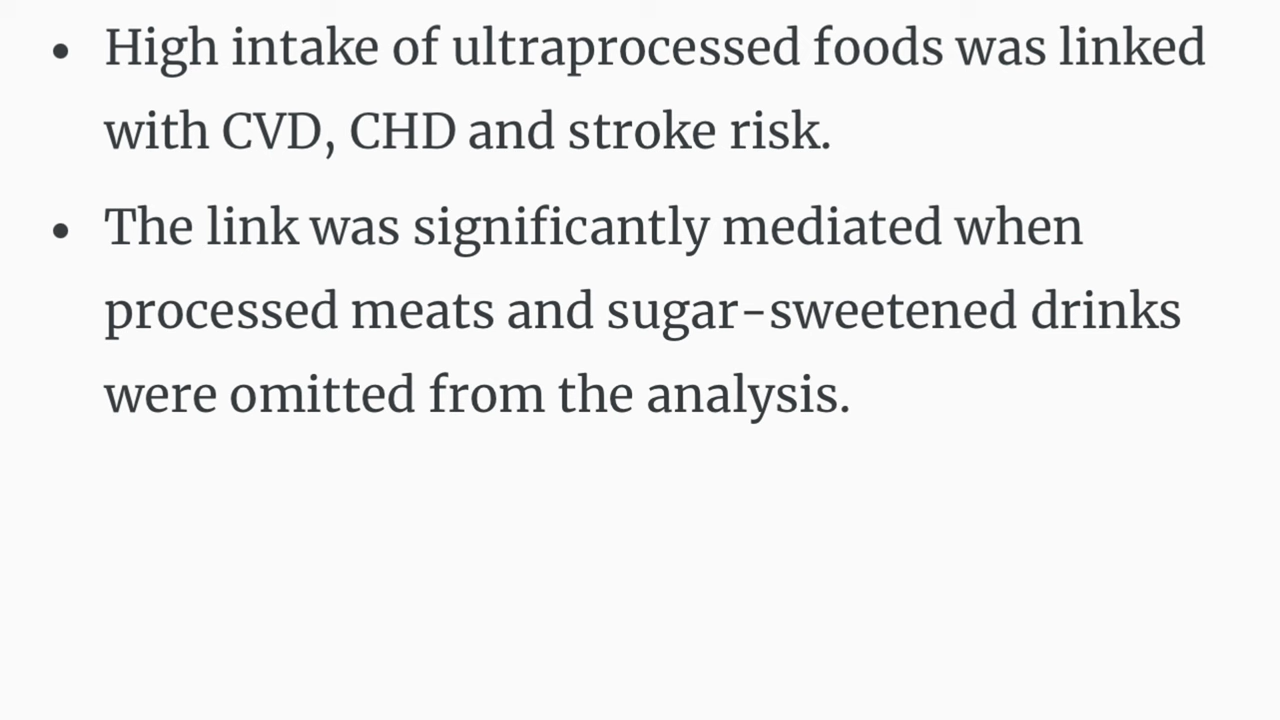 • High intake of ultraprocessed foods was linked
with CVD, CHD and stroke risk.
• The link was significantly mediated when
processed meats and sugar-sweetened drinks
were omitted from the analysis.